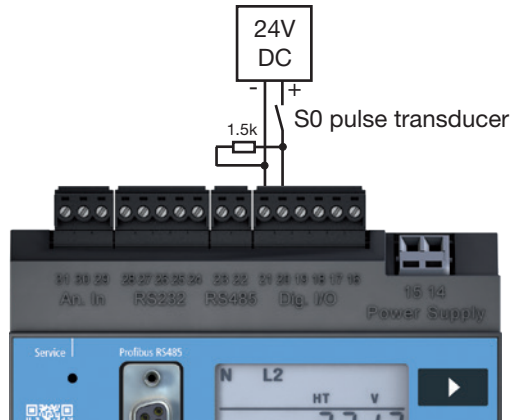 24V
DC
- +
S0 pulse transducer
1.5k
31 30 29 28 27 26 25 24 23 22 21 20 19 18 17 16
An. In RS232 RS485 Dig. I/O
15 14
Power Supply
Service Profibus RS485
N L2
HT V